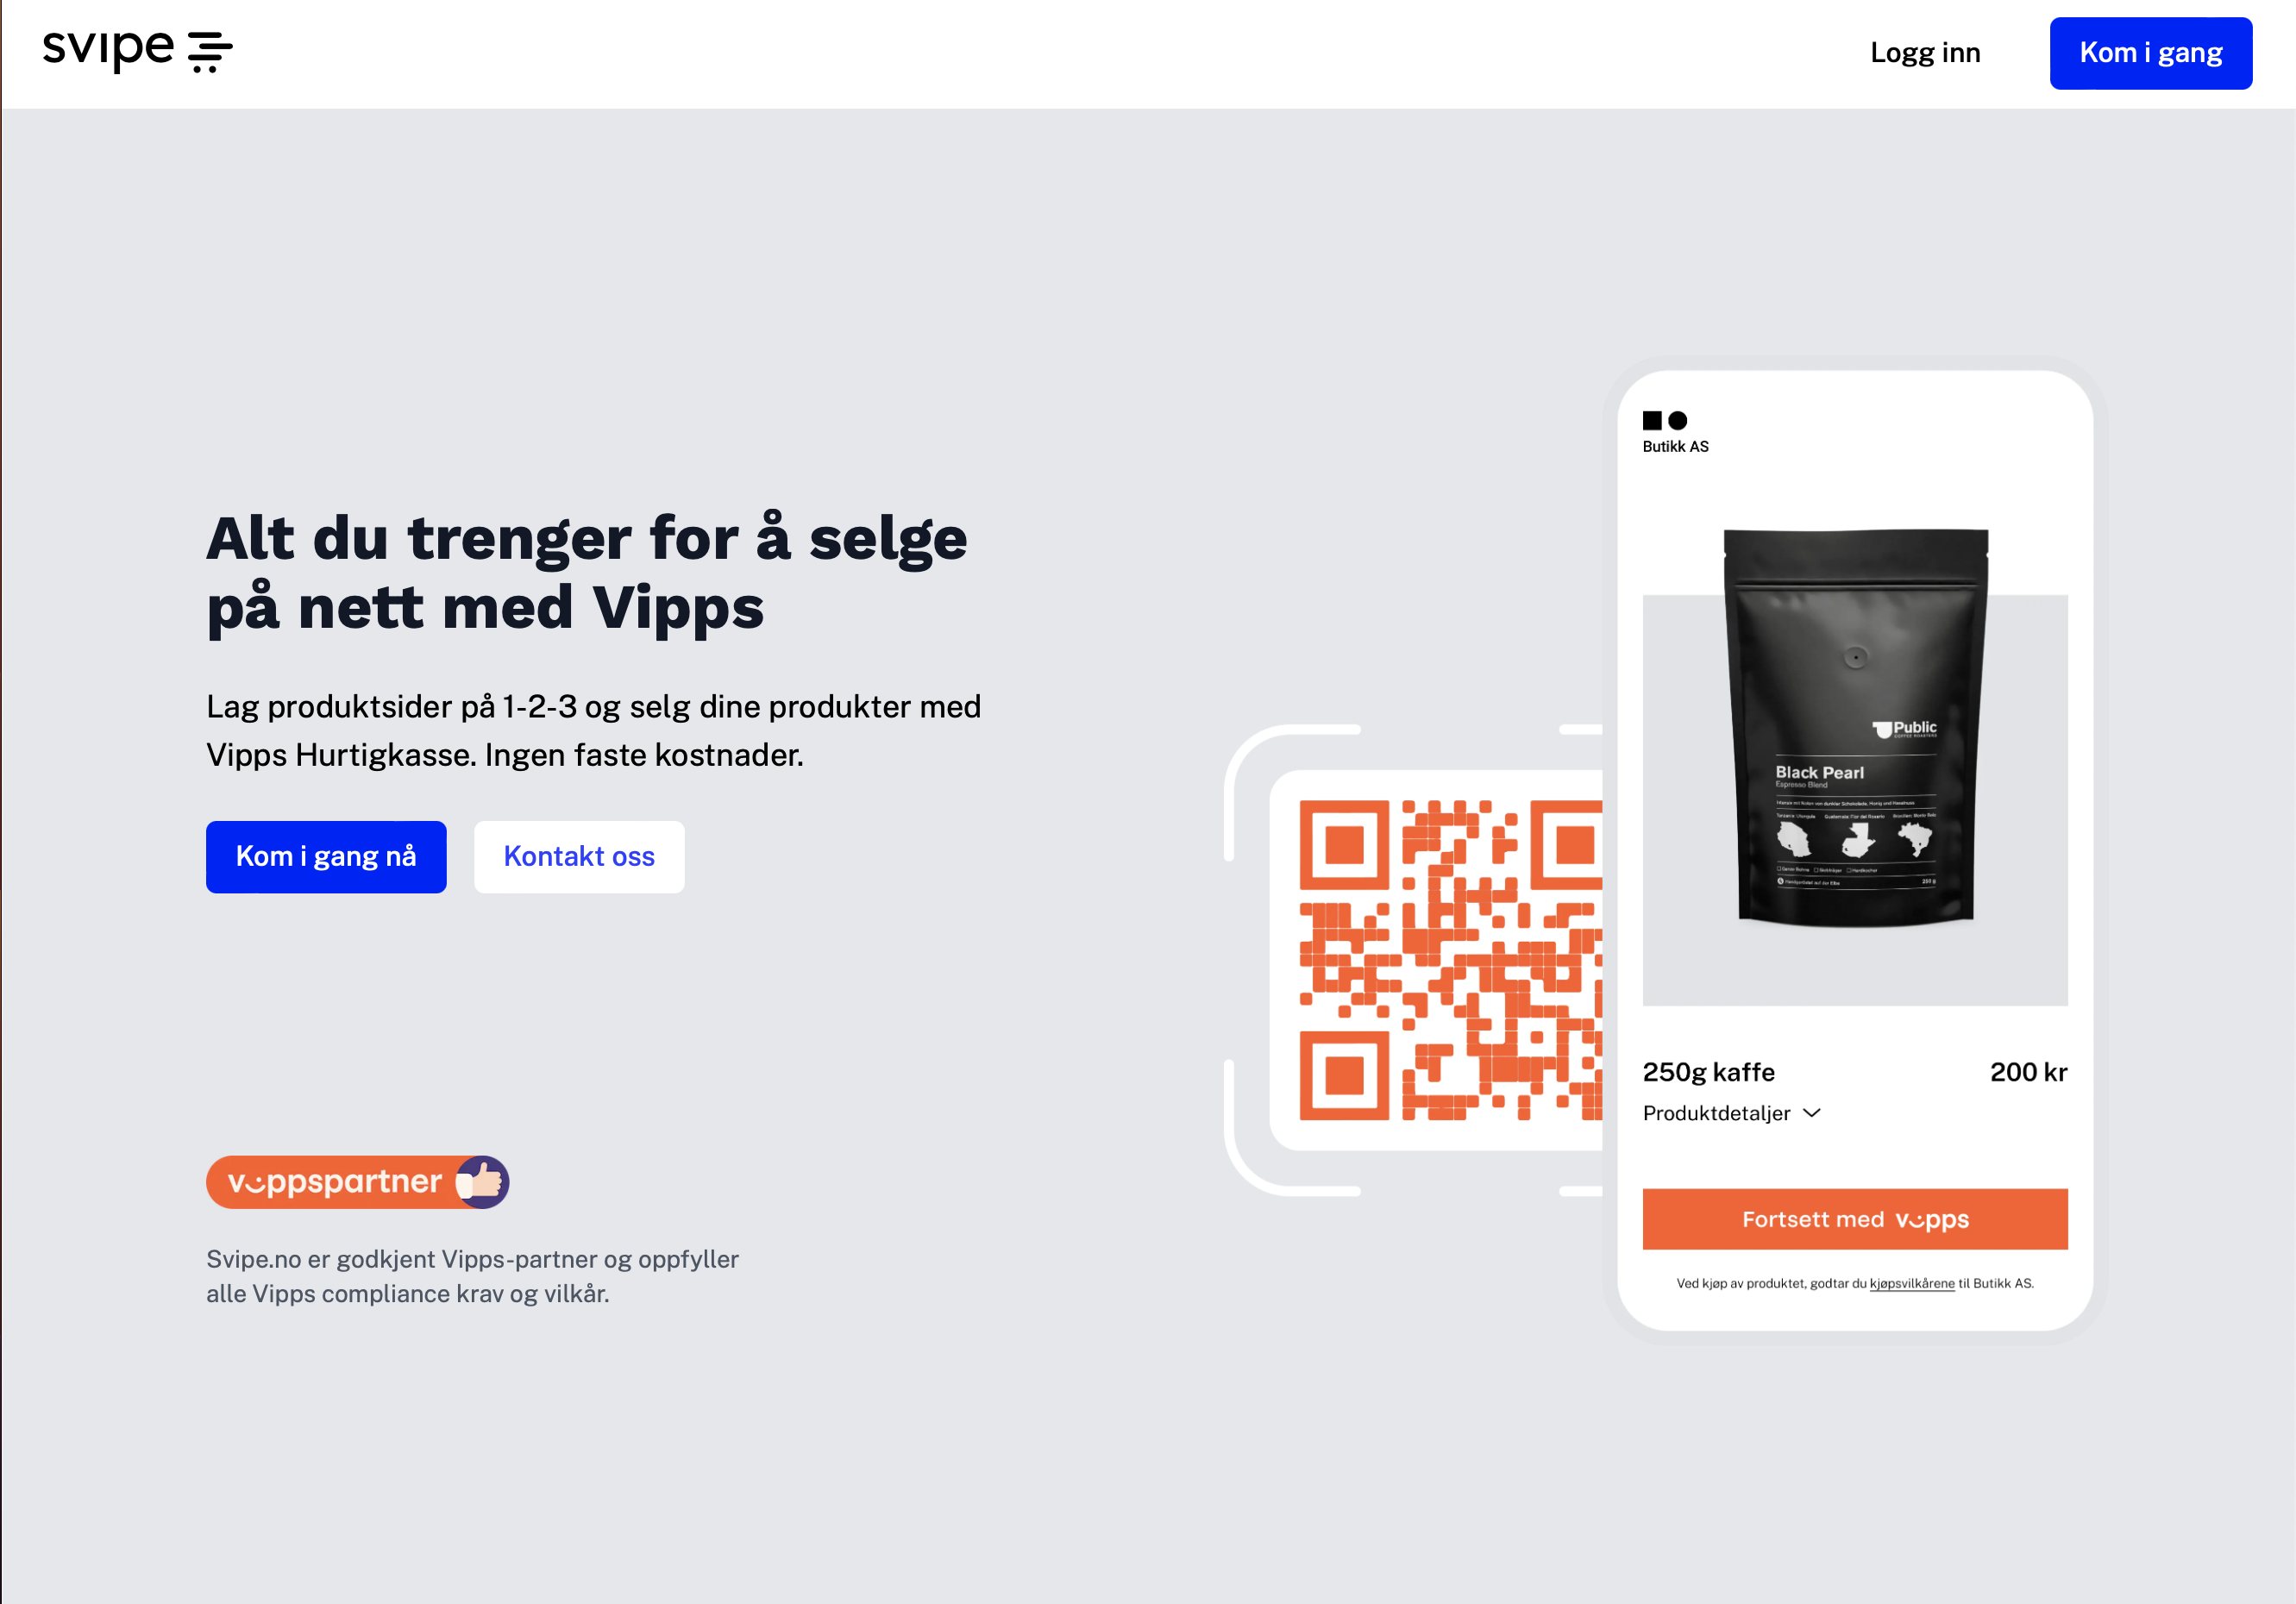 svipe
Logg inn
Kom i gang
Alt du trenger for å selge
på nett med Vipps
Lag produktsider på 1-2-3 og selg dine produkter med
Vipps Hurtigkasse. Ingen faste kostnader.
Kom i gang nå
Kontakt oss
vippspartner
Svipe.no er godkjent Vipps-partner og oppfyller
alle Vipps compliance krav og vilkår.
Butikk AS
Public
COFFEE ROASTERS
Black Pearl
Espresso Blend
250 g
250g kaffe
200 kr
Produktdetaljer
Fortsett med vipps
Ved kjøp av produktet, godtar du kjøpsvilkårene til Butikk AS.